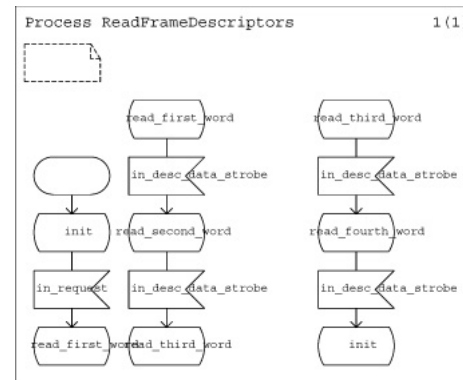 Process ReadFrameDescriptors 1(1
read_first_word read_third_word
in_desc_data_strobe in_desc_data_strobe
init read_second_word read_fourth_word
in_request in_desc_data_strobe in_desc_data_strobe
read_first_word read_third_word init